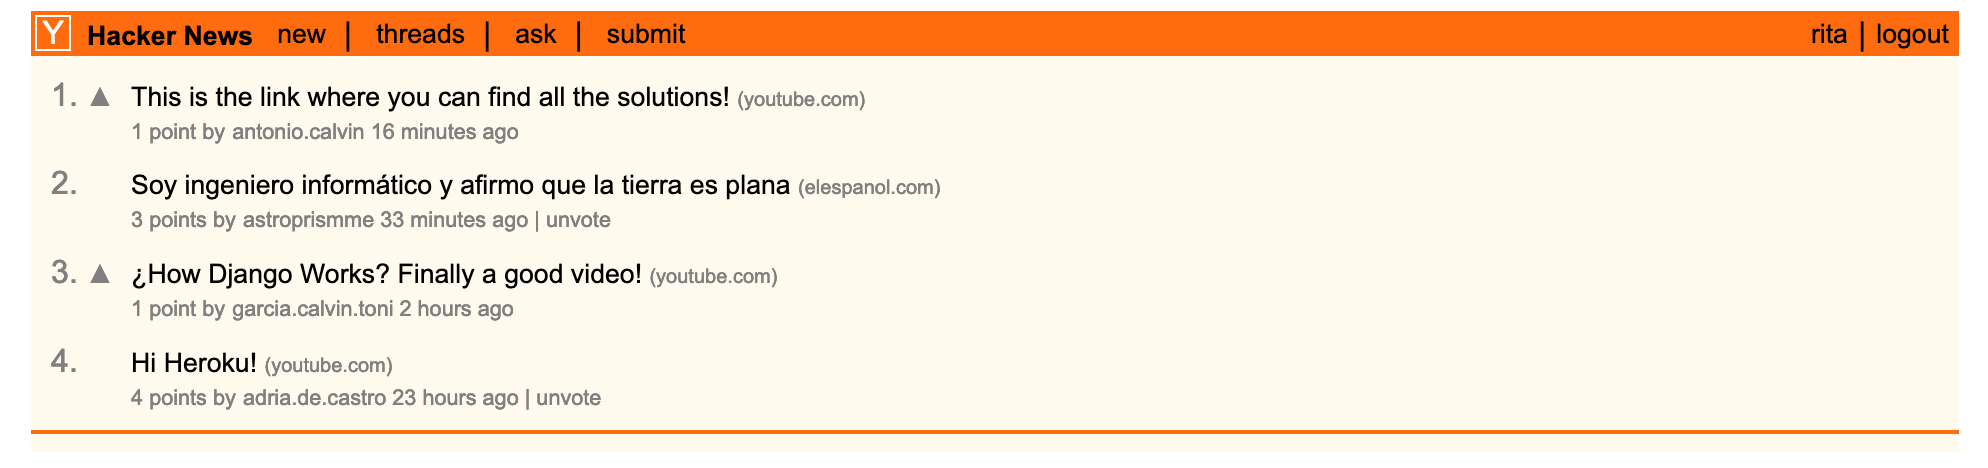 Y Hacker News new | threads | ask | submit rita | logout
1. ▲ This is the link where you can find all the solutions! (youtube.com)
1 point by antonio.calvin 16 minutes ago
2. Soy ingeniero informático y afirmo que la tierra es plana (elespanol.com)
3 points by astroprismme 33 minutes ago | unvote
3. ▲ ¿How Django Works? Finally a good video! (youtube.com)
1 point by garcia.calvin.toni 2 hours ago
4. Hi Heroku! (youtube.com)
4 points by adria.de.castro 23 hours ago | unvote